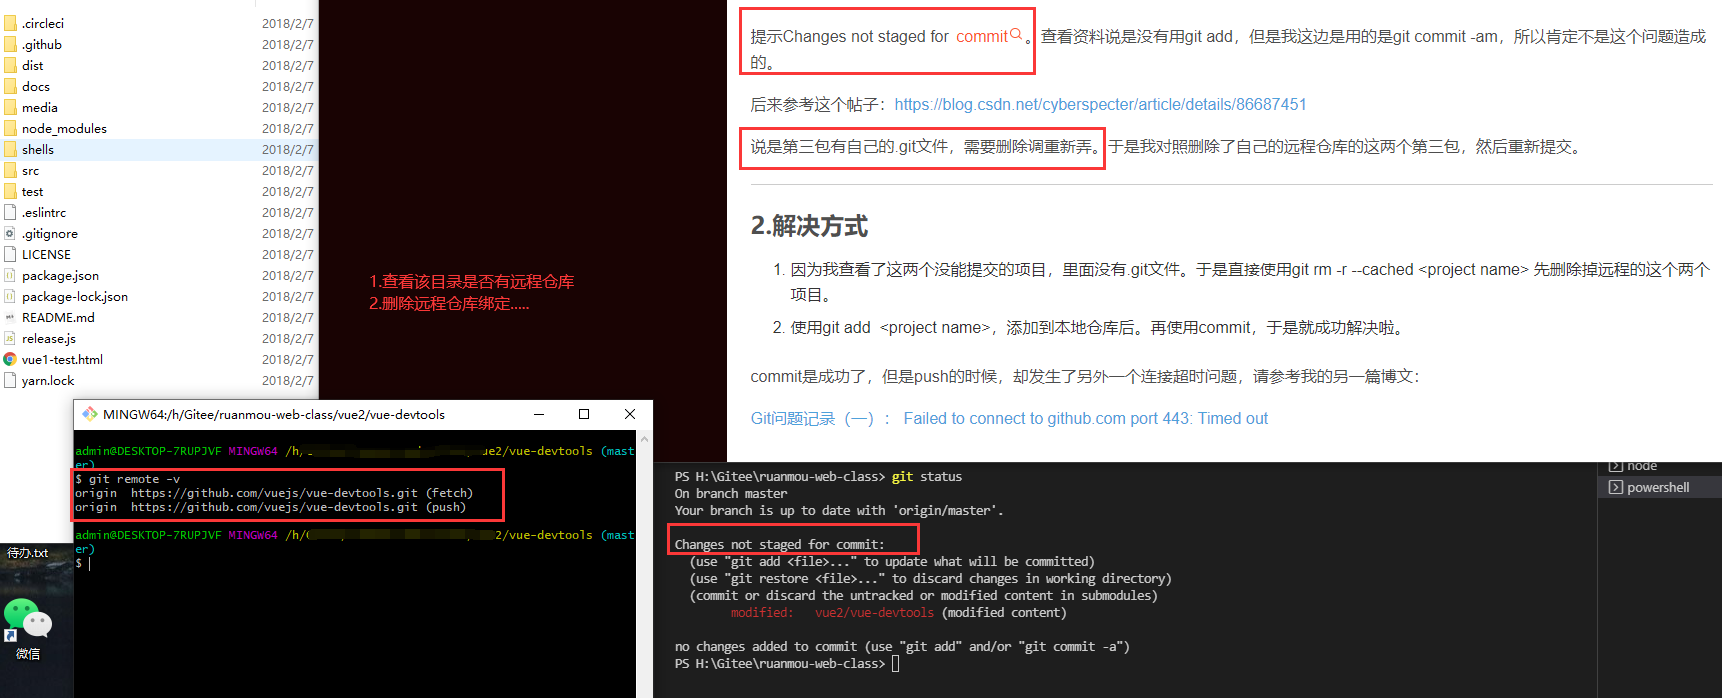 .circleci 2018/2/7
.github 2018/2/7
dist 2018/2/7
docs 2018/2/7
media 2018/2/7
node_modules 2018/2/7
shells 2018/2/7
src 2018/2/7
test 2018/2/7
.eslintrc 2018/2/7
.gitignore 2018/2/7
LICENSE 2018/2/7
package.json 2018/2/7
package-lock.json 2018/2/7
README.md 2018/2/7
release.js 2018/2/7
vue1-test.html 2018/2/7
yarn.lock 2018/2/7
1.查看该目录是否有远程仓库
2.删除远程仓库绑定.....
提示Changes not staged for commit。查看资料说是没有用git add，但是我这边是用的是git commit -am，所以肯定不是这个问题造成
的。
后来参考这个帖子：https://blog.csdn.net/cyberspecter/article/details/86687451
说是第三包有自己的.git文件，需要删除调重新弄。于是我对照删除了自己的远程仓库的这两个第三包，然后重新提交。
2.解决方式
1. 因为我查看了这两个没能提交的项目，里面没有.git文件。于是直接使用git rm -r --cached <project name> 先删除掉远程的这个两个
项目。
2. 使用git add <project name>，添加到本地仓库后。再使用commit，于是就成功解决啦。
commit是成功了，但是push的时候，却发生了另外一个连接超时问题，请参考我的另一篇博文：
Git问题记录（一）： Failed to connect to github.com port 443: Timed out
MINGW64:/h/Gitee/ruanmou-web-class/vue2/vue-devtools
admin@DESKTOP-7RUPJVF MINGW64 /h/ ue2/vue-devtools (mast
er)
$ git remote -v
origin https://github.com/vuejs/vue-devtools.git (fetch)
origin https://github.com/vuejs/vue-devtools.git (push)
admin@DESKTOP-7RUPJVF MINGW64 /h/ 2/vue-devtools (mast
er)
$
待办.txt
微信
PS H:\Gitee\ruanmou-web-class> git status
On branch master
Your branch is up to date with 'origin/master'.
Changes not staged for commit:
(use "git add <file>..." to update what will be committed)
(use "git restore <file>..." to discard changes in working directory)
(commit or discard the untracked or modified content in submodules)
modified: vue2/vue-devtools (modified content)
no changes added to commit (use "git add" and/or "git commit -a")
PS H:\Gitee\ruanmou-web-class>
node
powershell